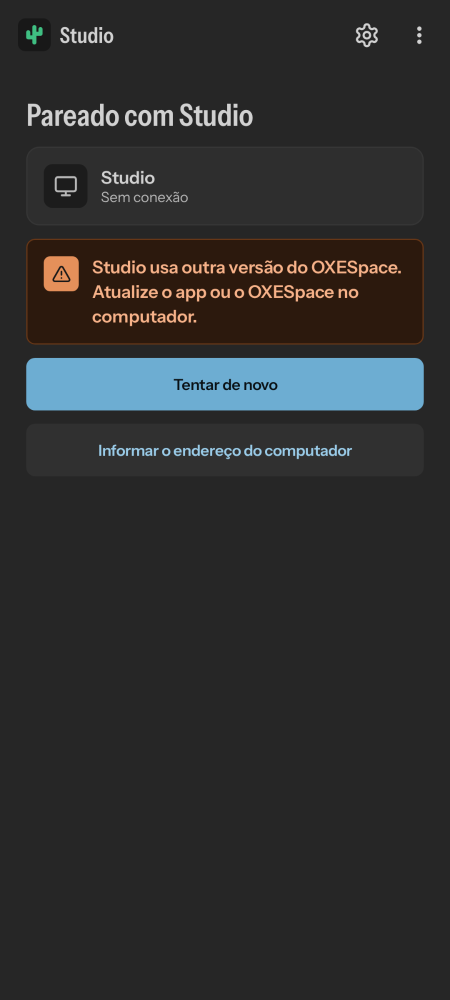 Studio
Pareado com Studio
Studio
Sem conexão
Studio usa outra versão do OXESpace.
Atualize o app ou o OXESpace no
computador.
Tentar de novo
Informar o endereço do computador